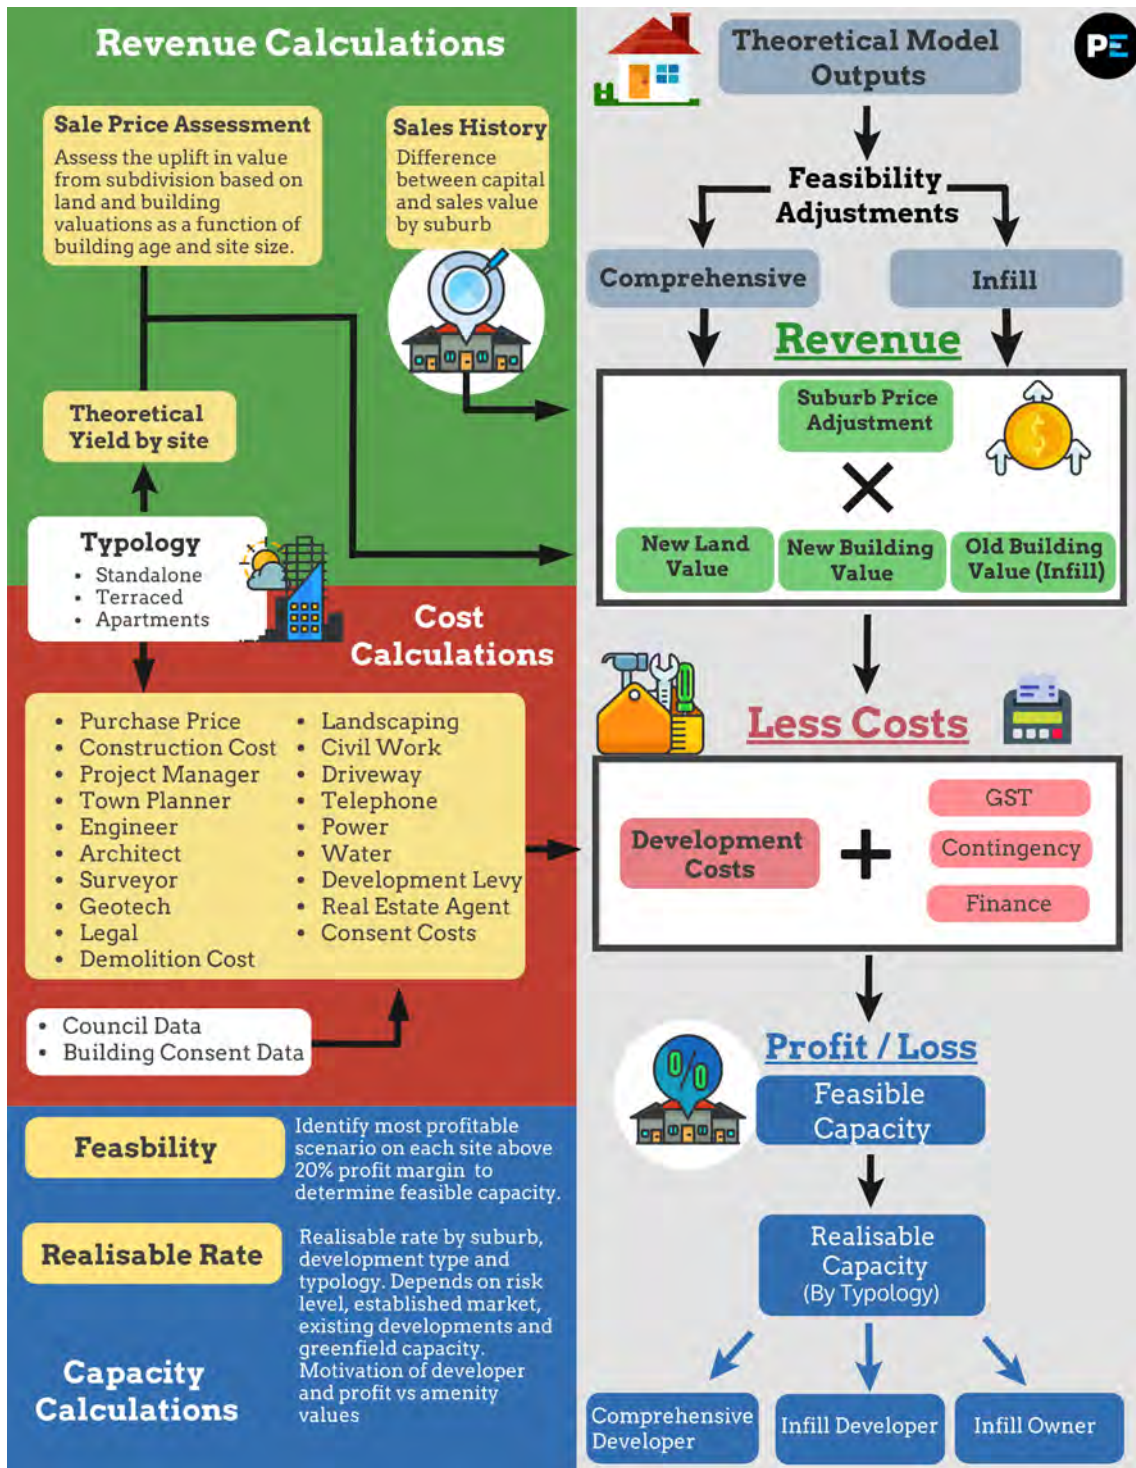 Revenue Calculations
Sale Price Assessment
Assess the uplift in value
from subdivision based on
land and building
valuations as a function of
building age and site size.
Sales History
Difference
between capital
and sales value
by suburb
Theoretical
Yield by site
Typology
• Standalone
• Terraced
• Apartments
Cost
Calculations
• Purchase Price
• Construction Cost
• Project Manager
• Town Planner
• Engineer
• Architect
• Surveyor
• Geotech
• Legal
• Demolition Cost
• Landscaping
• Civil Work
• Driveway
• Telephone
• Power
• Water
• Development Levy
• Real Estate Agent
• Consent Costs
• Council Data
• Building Consent Data
Feasbility
Identify most profitable
scenario on each site above
20% profit margin to
determine feasible capacity.
Realisable Rate
Realisable rate by suburb,
development type and
typology. Depends on risk
level, established market,
existing developments and
greenfield capacity.
Motivation of developer
and profit vs amenity
values
Capacity
Calculations
Theoretical Model
Outputs
PE
Feasibility
Adjustments
Comprehensive
Infill
Revenue
Suburb Price
Adjustment
$
×
New Land
Value
New Building
Value
Old Building
Value (Infill)
Less Costs
Development
Costs
+
GST
Contingency
Finance
Profit / Loss
%
Feasible
Capacity
Realisable
Capacity
(By Typology)
Comprehensive
Developer
Infill Developer
Infill Owner